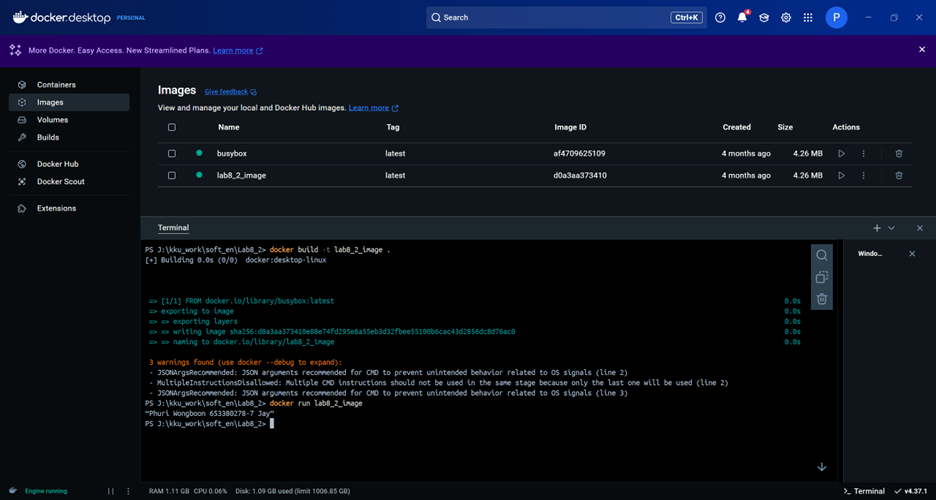 docker.desktop PERSONAL
Search
Ctrl+K
4
P
More Docker. Easy Access. New Streamlined Plans. Learn more
Containers
Images
Volumes
Builds
Docker Hub
Docker Scout
Extensions
Images Give feedback
View and manage your local and Docker Hub images. Learn more
Name Tag Image ID Created Size Actions
busybox latest af4709625109 4 months ago 4.26 MB
lab8_2_image latest d0a3aa373410 4 months ago 4.26 MB
Terminal
Windo...
PS J:\kku_work\soft_en\Lab8_2> docker build -t lab8_2_image .
[+] Building 0.0s (0/0) docker:desktop-linux
=> [1/1] FROM docker.io/library/busybox:latest 0.0s
=> exporting to image 0.0s
=> => exporting layers 0.0s
=> => writing image sha256:d0a3aa373410e88e74fd295e8a55eb3d32fbee55100b6cac43d2856dc8d76ac0 0.0s
=> => naming to docker.io/library/lab8_2_image 0.0s
3 warnings found (use docker --debug to expand):
- JSONArgsRecommended: JSON arguments recommended for CMD to prevent unintended behavior related to OS signals (line 2)
- MultipleInstructionsDisallowed: Multiple CMD instructions should not be used in the same stage because only the last one will be used (line 2)
- JSONArgsRecommended: JSON arguments recommended for CMD to prevent unintended behavior related to OS signals (line 3)
PS J:\kku_work\soft_en\Lab8_2> docker run lab8_2_image
“Phuri Wongboon 653380278-7 Jay”
PS J:\kku_work\soft_en\Lab8_2>
Engine running
RAM 1.11 GB CPU 0.06% Disk: 1.09 GB used (limit 1006.85 GB)
>_ Terminal
v4.37.1